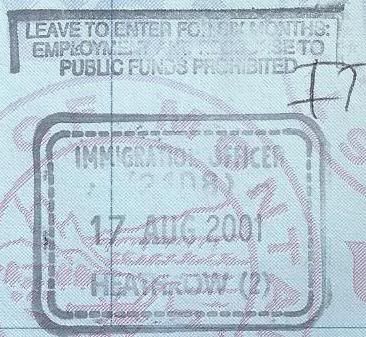 LEAVE TO ENTER FOR SIX MONTHS:
EMPLOYMENT AND RECOURSE TO
PUBLIC FUNDS PROHIBITED
IMMIGRATION OFFICER
17 AUG 2001
HEATHROW (2)